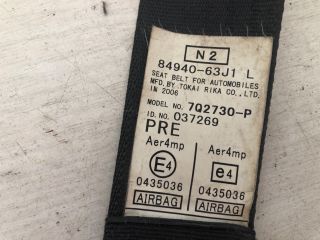 N2
84940-63J1 L
SEAT BELT FOR AUTOMOBILES
MFD. BY TOKAI RIKA CO., LTD.
IN 2006
MODEL NO. 7Q2730-P
ID. NO. 037269
PRE
Aer4mp Aer4mp
E4 e4
0435036 0435036
AIRBAG AIRBAG